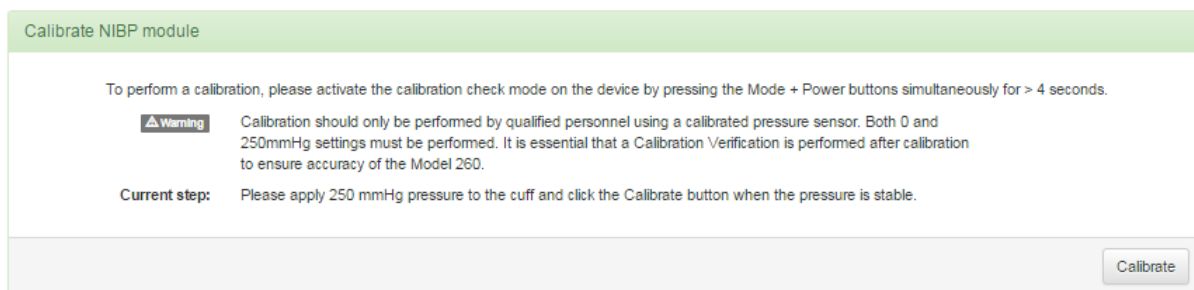 Calibrate NIBP module
To perform a calibration, please activate the calibration check mode on the device by pressing the Mode + Power buttons simultaneously for > 4 seconds.
Warning Calibration should only be performed by qualified personnel using a calibrated pressure sensor. Both 0 and
250mmHg settings must be performed. It is essential that a Calibration Verification is performed after calibration
to ensure accuracy of the Model 260.
Current step: Please apply 250 mmHg pressure to the cuff and click the Calibrate button when the pressure is stable.
Calibrate